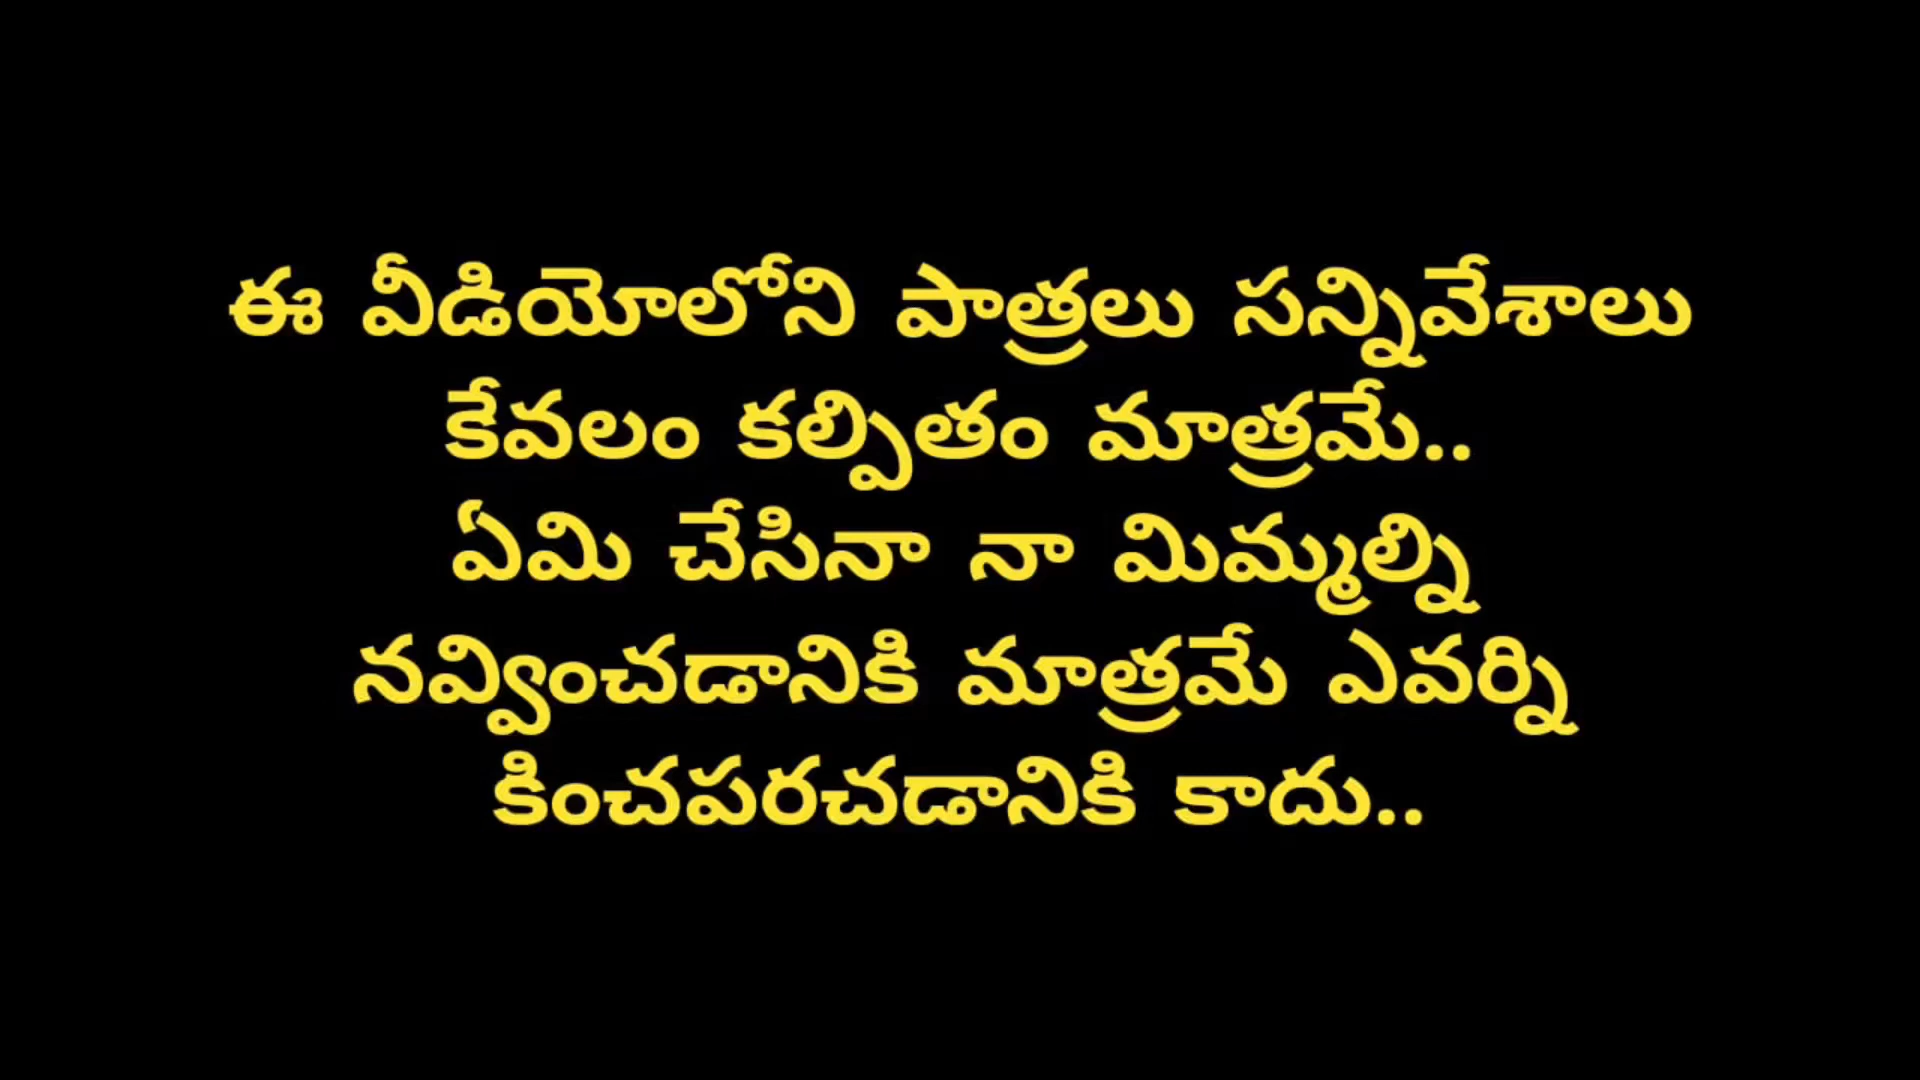 ఈ వీడియోలోని పాత్రలు సన్నివేశాలు
కేవలం కల్పితం మాత్రమే..
ఏమి చేసినా నా మిమ్మల్ని
నవ్వించడానికి మాత్రమే ఎవర్ని
కించపరచడానికి కాదు..